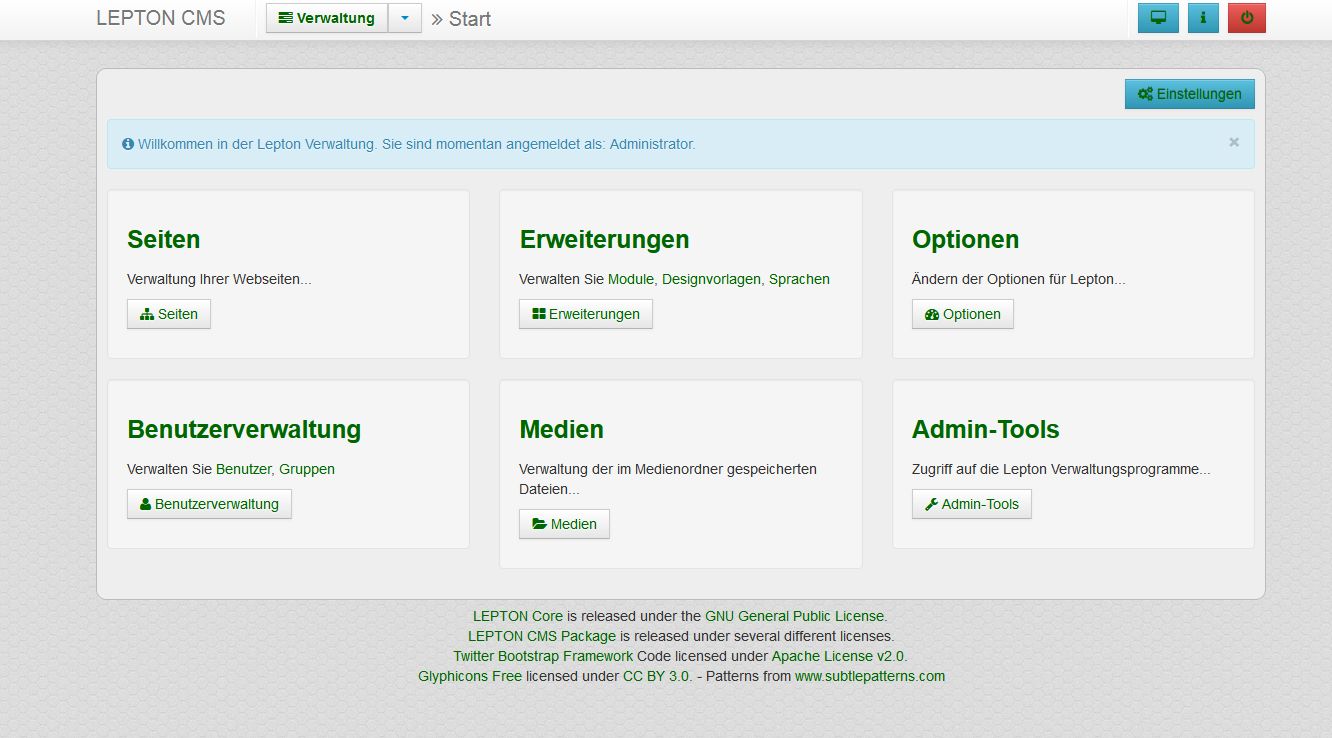 LEPTON CMS
Verwaltung
» Start
Einstellungen
Willkommen in der Lepton Verwaltung. Sie sind momentan angemeldet als: Administrator.
×
Seiten
Verwaltung Ihrer Webseiten...
Seiten
Erweiterungen
Verwalten Sie Module, Designvorlagen, Sprachen
Erweiterungen
Optionen
Ändern der Optionen für Lepton...
Optionen
Benutzerverwaltung
Verwalten Sie Benutzer, Gruppen
Benutzerverwaltung
Medien
Verwaltung der im Medienordner gespeicherten
Dateien...
Medien
Admin-Tools
Zugriff auf die Lepton Verwaltungsprogramme...
Admin-Tools
LEPTON Core is released under the GNU General Public License.
LEPTON CMS Package is released under several different licenses.
Twitter Bootstrap Framework Code licensed under Apache License v2.0.
Glyphicons Free licensed under CC BY 3.0. - Patterns from www.subtlepatterns.com